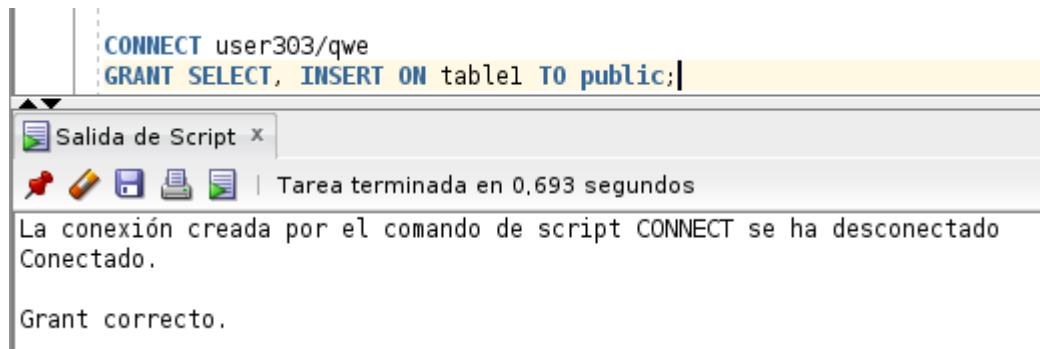 CONNECT user303/qwe
GRANT SELECT, INSERT ON table1 TO public;
Salida de Script x
Tarea terminada en 0,693 segundos
La conexión creada por el comando de script CONNECT se ha desconectado
Conectado.
Grant correcto.